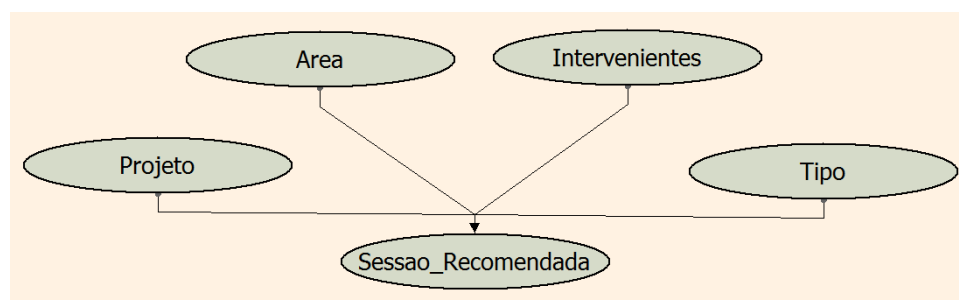 Area
Intervenientes
Projeto
Tipo
Sessao_Recomendada